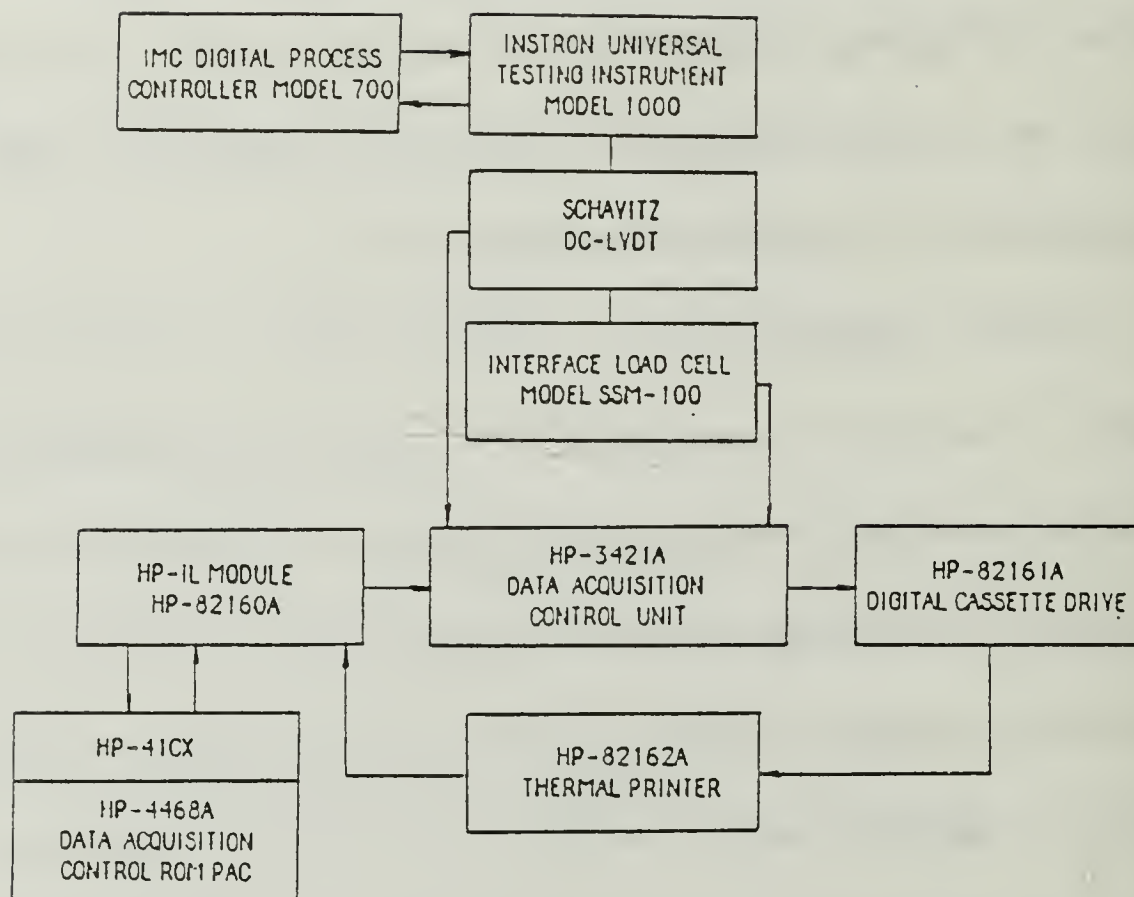 IMC DIGITAL PROCESS
CONTROLLER MODEL 700
INSTRON UNIVERSAL
TESTING INSTRUMENT
MODEL 1000
SCHAVITZ
DC-LVDT
INTERFACE LOAD CELL
MODEL SSM-100
HP-IL MODULE
HP-82160A
HP-3421A
DATA ACQUISITION
CONTROL UNIT
HP-82161A
DIGITAL CASSETTE DRIVE
HP-41CX
HP-4468A
DATA ACQUISITION
CONTROL ROM PAC
HP-82162A
THERMAL PRINTER